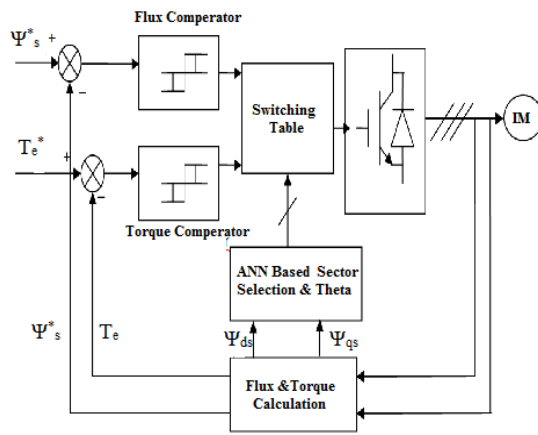 Flux Comperator
Ψ*s +
−
Switching
Table
IM
Te*
+
−
Torque Comperator
ANN Based Sector
Selection & Theta
Ψ*s
Te
Ψds
Ψqs
Flux &Torque
Calculation